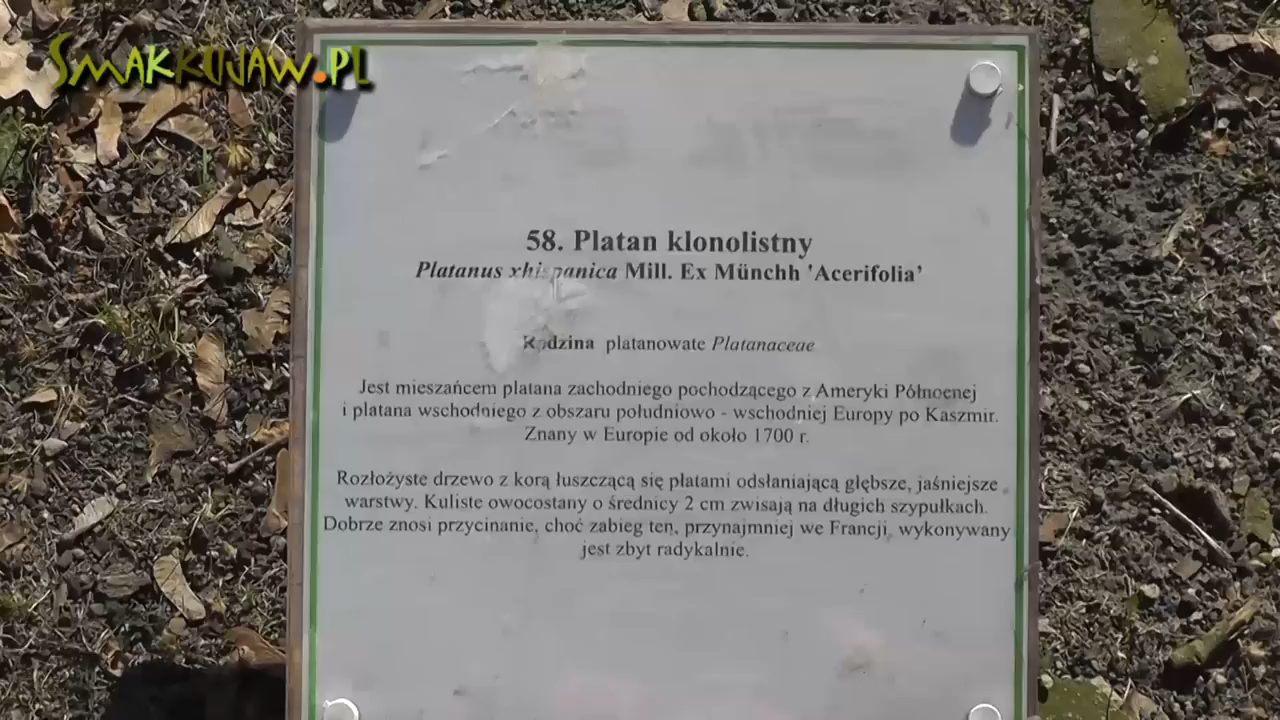 SMAKKUJAW.PL
58. Platan klonolistny
Platanus xhispanica Mill. Ex Münchh 'Acerifolia'
Rodzina platanowate Platanaceae
Jest mieszańcem platana zachodniego pochodzącego z Ameryki Północnej
i platana wschodniego z obszaru południowo - wschodniej Europy po Kaszmir.
Znany w Europie od około 1700 r.
Rozłożyste drzewo z korą łuszczącą się płatami odsłaniającą głębsze, jaśniejsze
warstwy. Kuliste owocostany o średnicy 2 cm zwisają na długich szypułkach.
Dobrze znosi przycinanie, choć zabieg ten, przynajmniej we Francji, wykonywany
jest zbyt radykalnie.